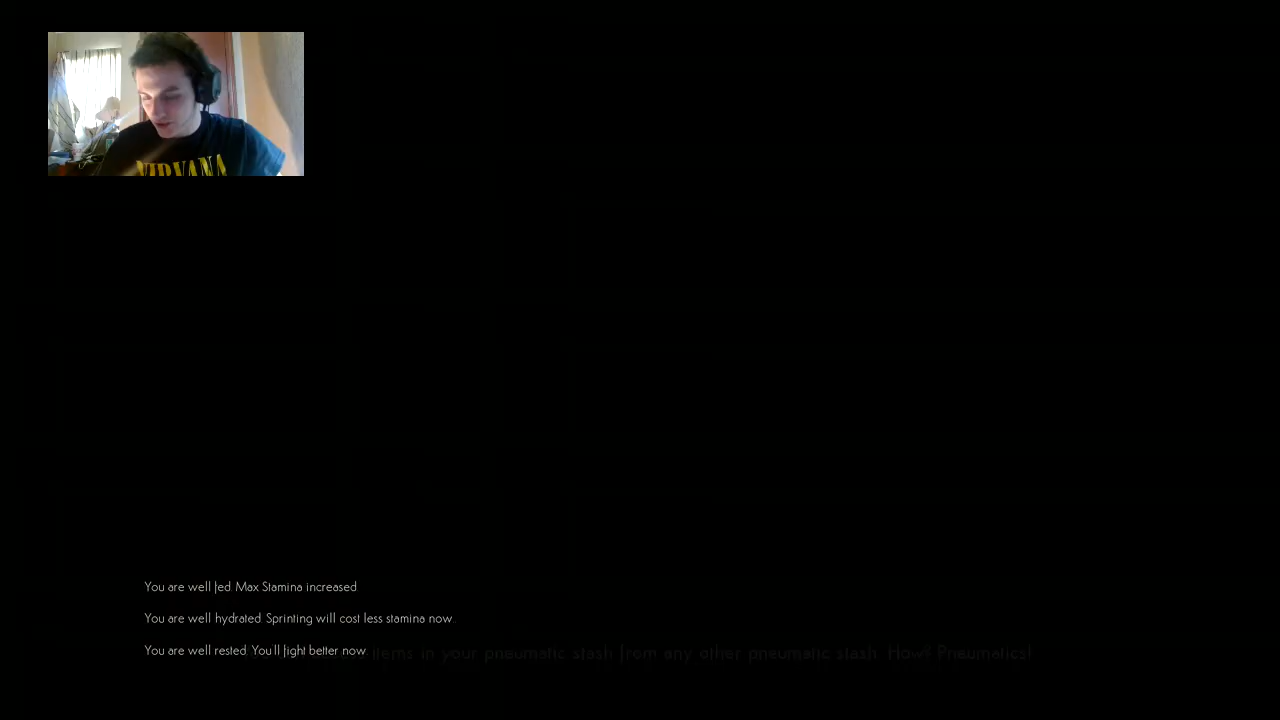 NIRVANA
You are well fed. Max Stamina increased.
You are well hydrated. Sprinting will cost less stamina now.
You are well rested. You'll fight better now.
items in your pneumatic stash from any other pneumatic stash. How? Pneumatics!